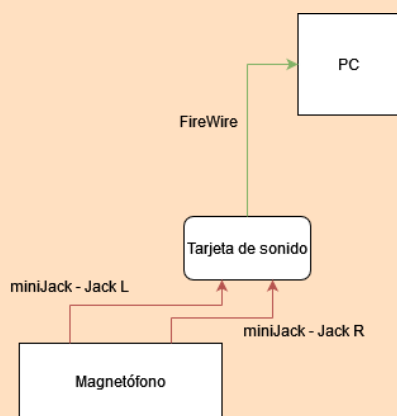 PC
FireWire
Tarjeta de sonido
miniJack - Jack L
miniJack - Jack R
Magnetófono